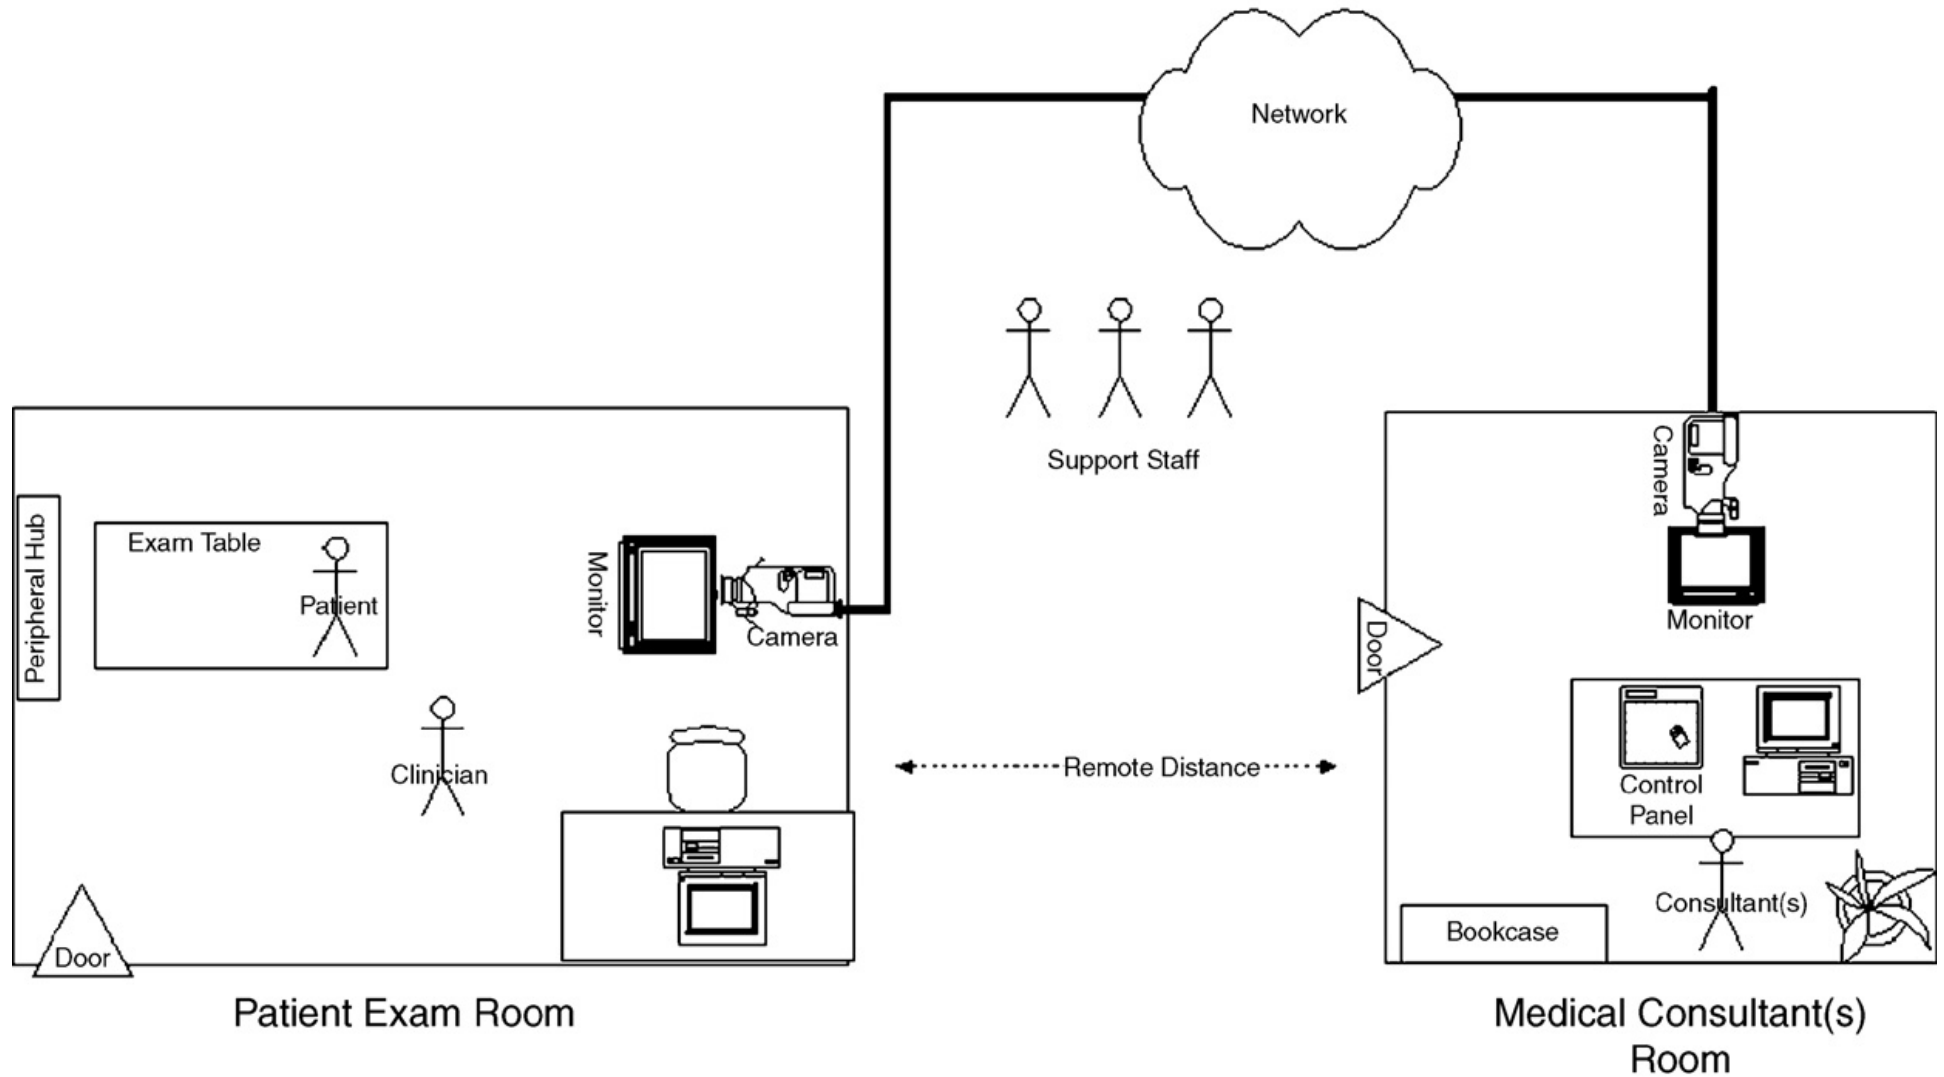 Network
Support Staff
Peripheral Hub
Exam Table
Patient
Monitor
Camera
Clinician
Door
Remote Distance
Camera
Monitor
Door
Control
Panel
Consultant(s)
Bookcase
Patient Exam Room
Medical Consultant(s)
Room